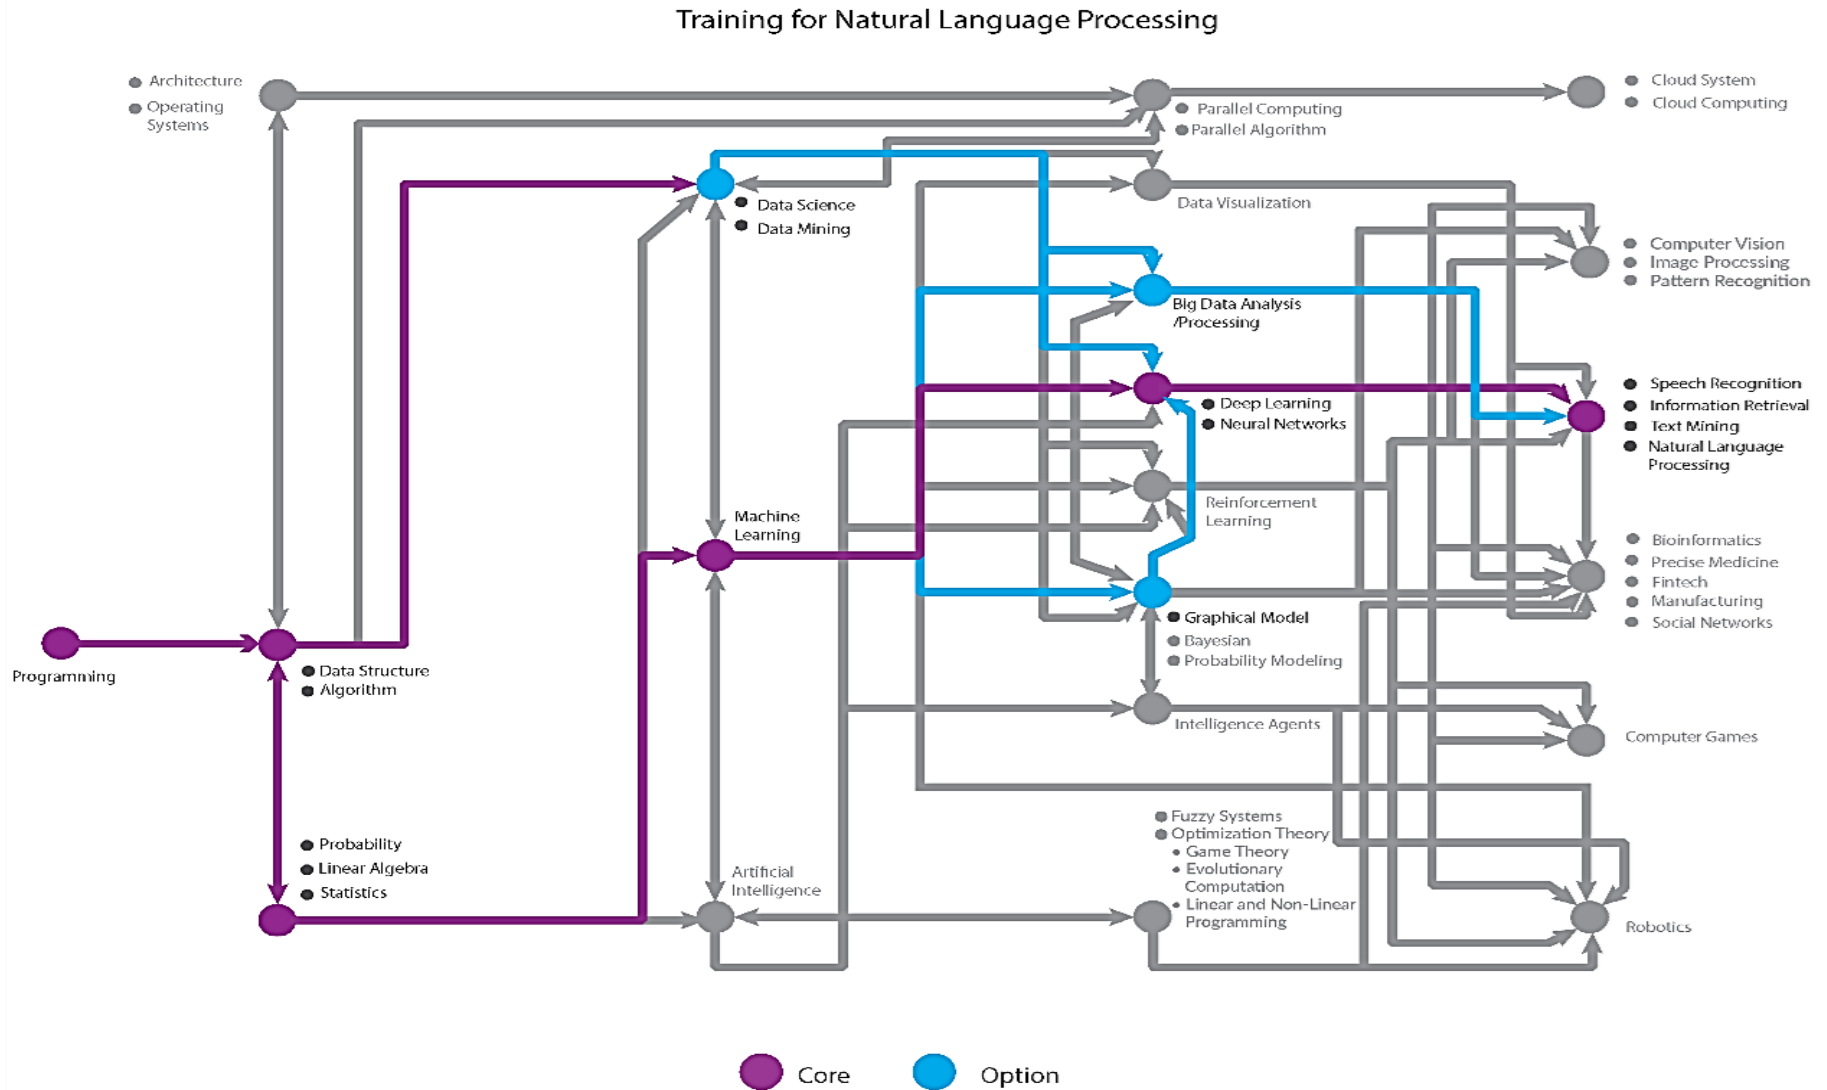 Training for Natural Language Processing
Architecture
Operating
Systems
Parallel Computing
Parallel Algorithm
Cloud System
Cloud Computing
Data Science
Data Mining
Data Visualization
Computer Vision
Image Processing
Pattern Recognition
Big Data Analysis
/Processing
Deep Learning
Neural Networks
Speech Recognition
Information Retrieval
Text Mining
Natural Language
Processing
Machine
Learning
Reinforcement
Learning
Bioinformatics
Precise Medicine
Fintech
Manufacturing
Social Networks
Programming
Data Structure
Algorithm
Graphical Model
Bayesian
Probability Modeling
Intelligence Agents
Computer Games
Probability
Linear Algebra
Statistics
Artificial
Intelligence
Fuzzy Systems
Optimization Theory
Game Theory
Evolutionary
Computation
Linear and Non-Linear
Programming
Robotics
Core
Option